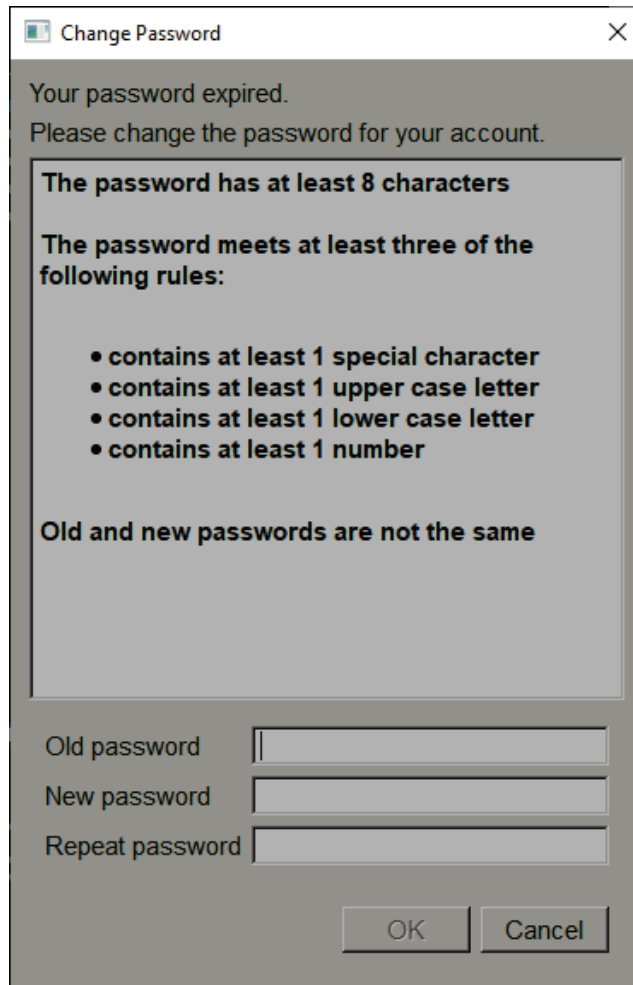 Change Password
Your password expired.
Please change the password for your account.
The password has at least 8 characters
The password meets at least three of the
following rules:
• contains at least 1 special character
• contains at least 1 upper case letter
• contains at least 1 lower case letter
• contains at least 1 number
Old and new passwords are not the same
Old password
New password
Repeat password
OK Cancel